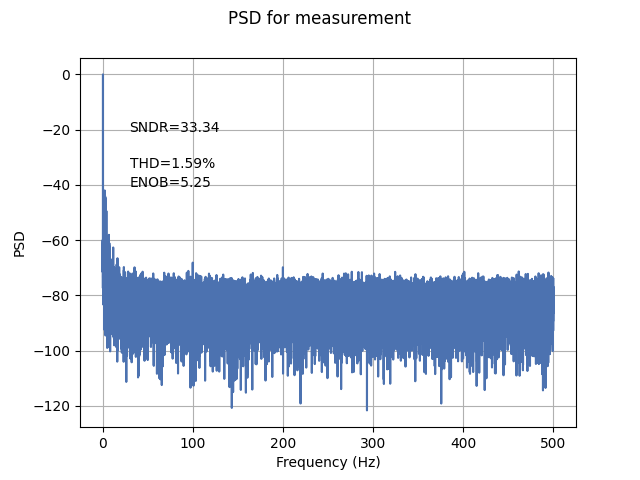 PSD for measurement
0
−20
−40
−60
−80
−100
−120
PSD
SNDR=33.34
THD=1.59%
ENOB=5.25
0 100 200 300 400 500
Frequency (Hz)